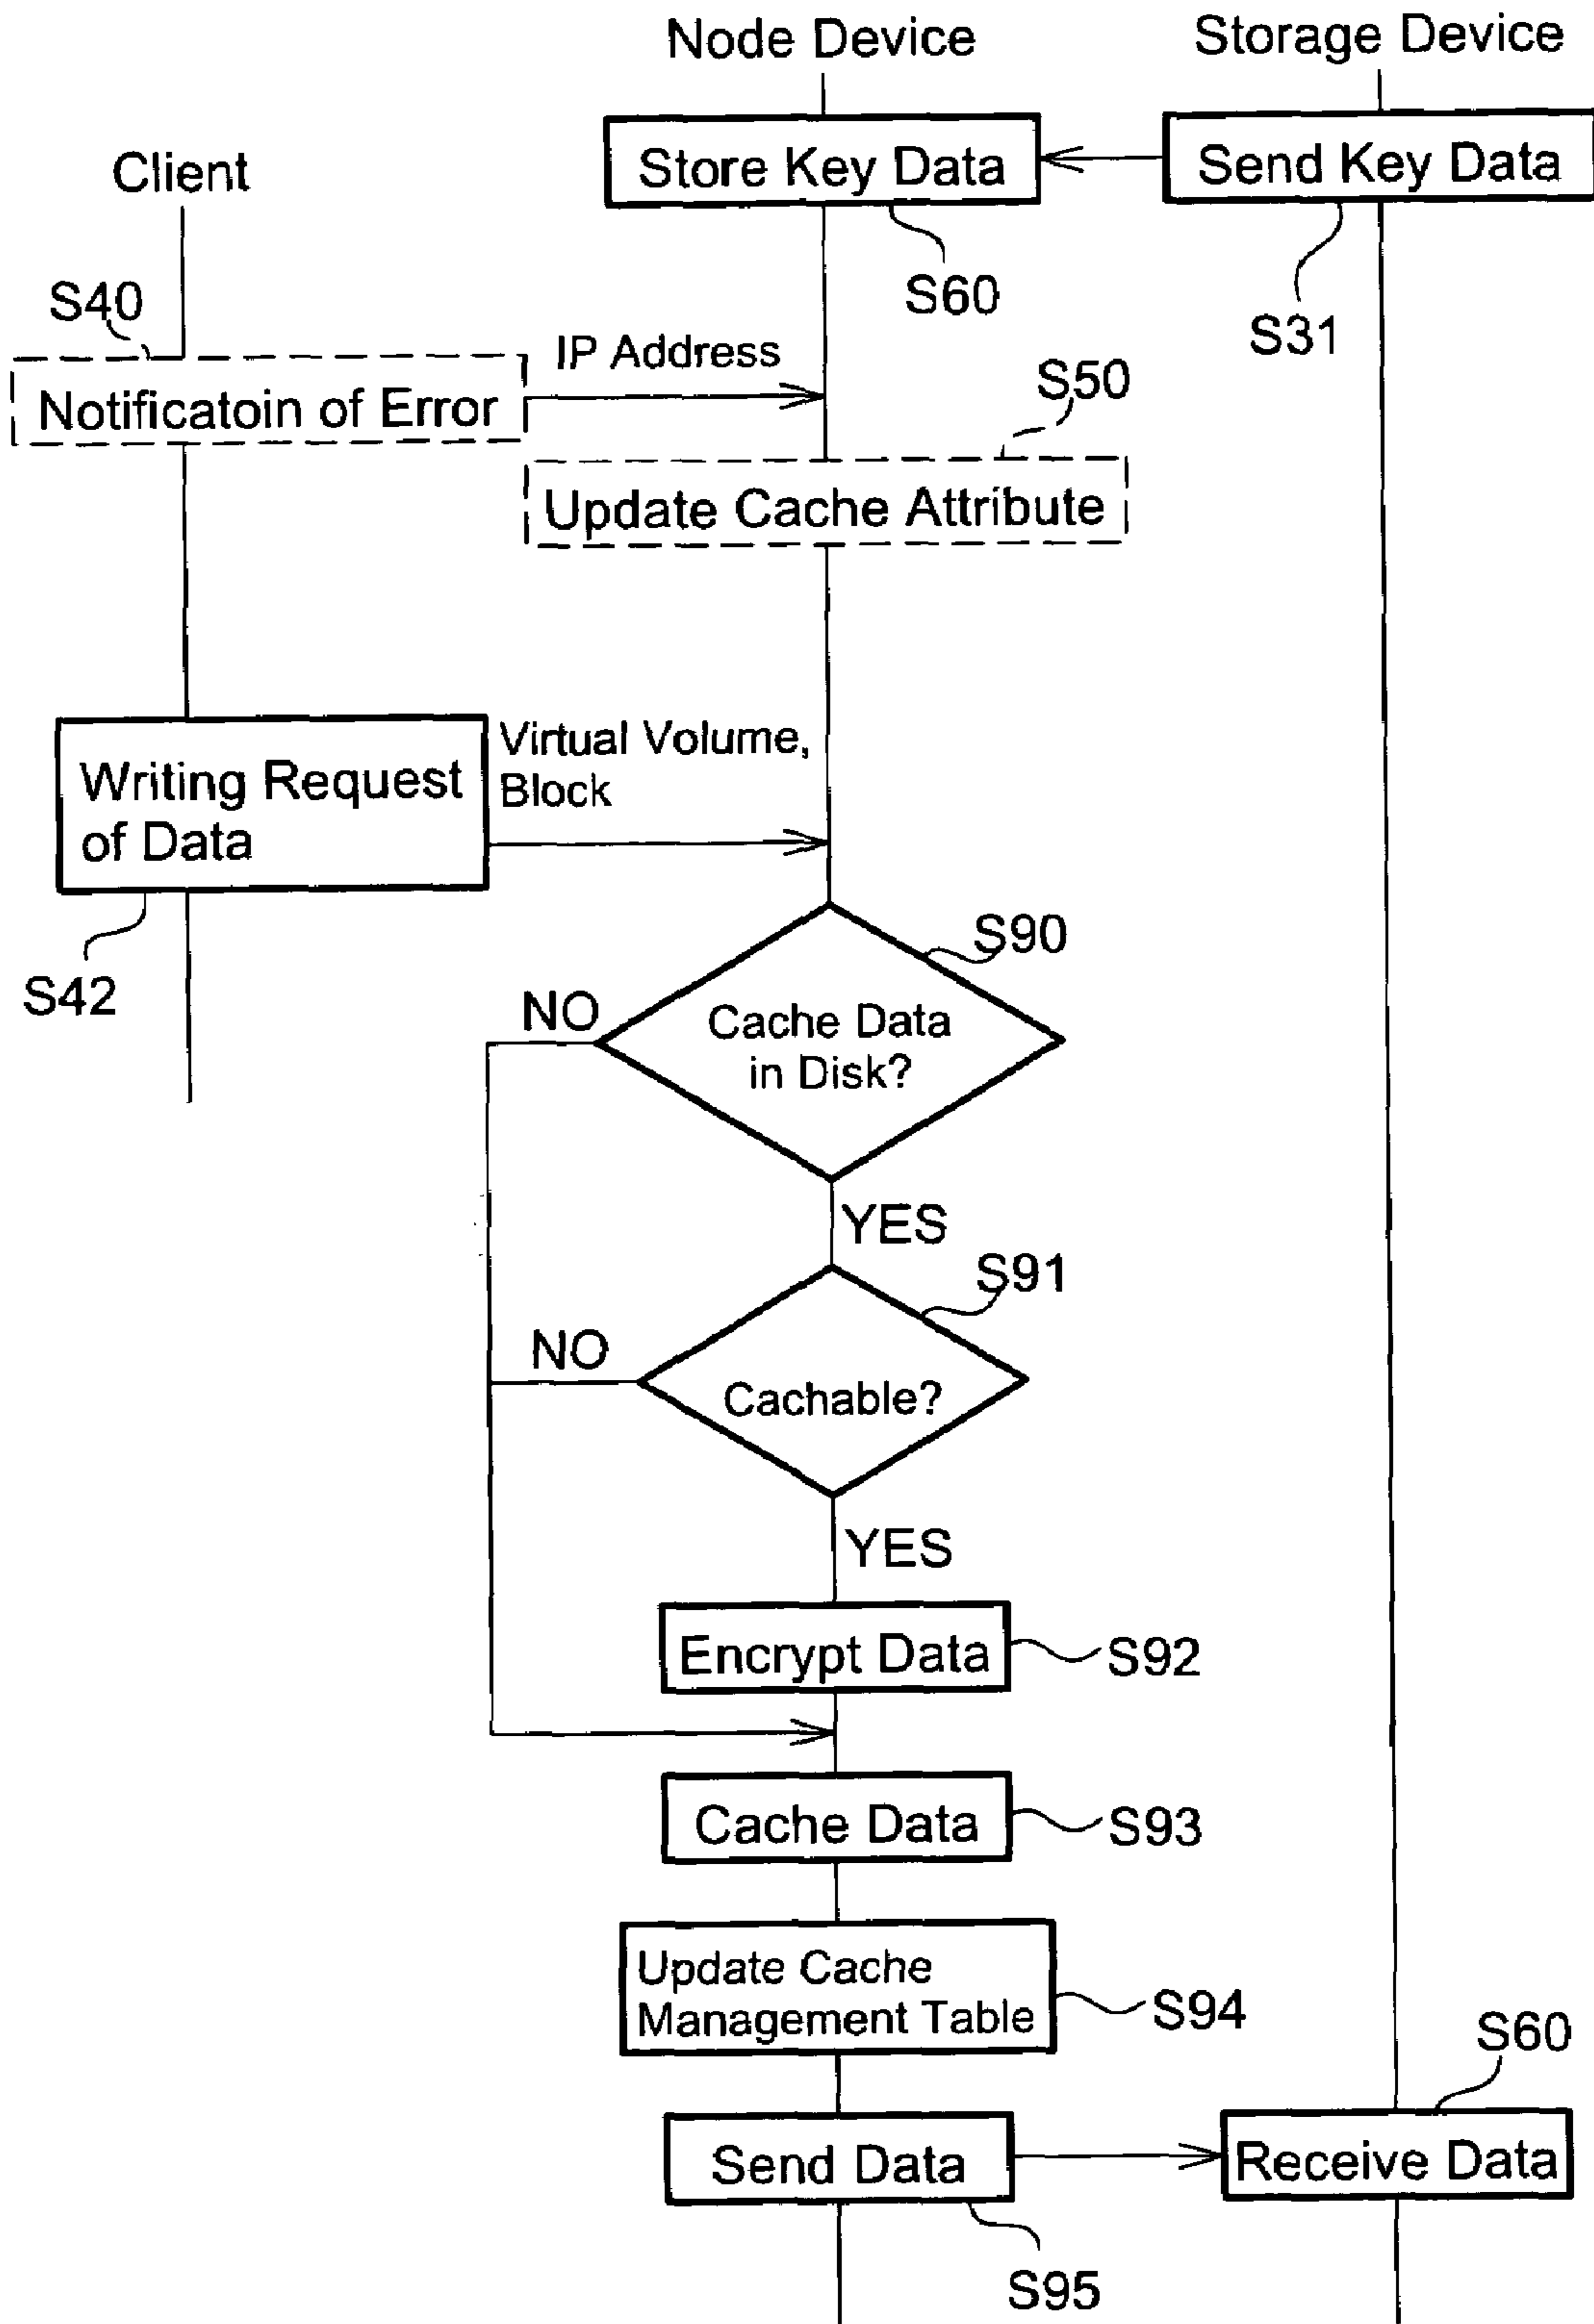 Node Device
Storage Device
Client
Store Key Data
Send Key Data
S60
S31
S40
IP Address
Notificatoin of Error
S50
Update Cache Attribute
Virtual Volume,
Block
Writing Request
of Data
S42
S90
NO
Cache Data
in Disk?
YES
S91
NO
Cachable?
YES
Encrypt Data
S92
Cache Data
S93
Update Cache
Management Table
S94
S60
Send Data
Receive Data
S95